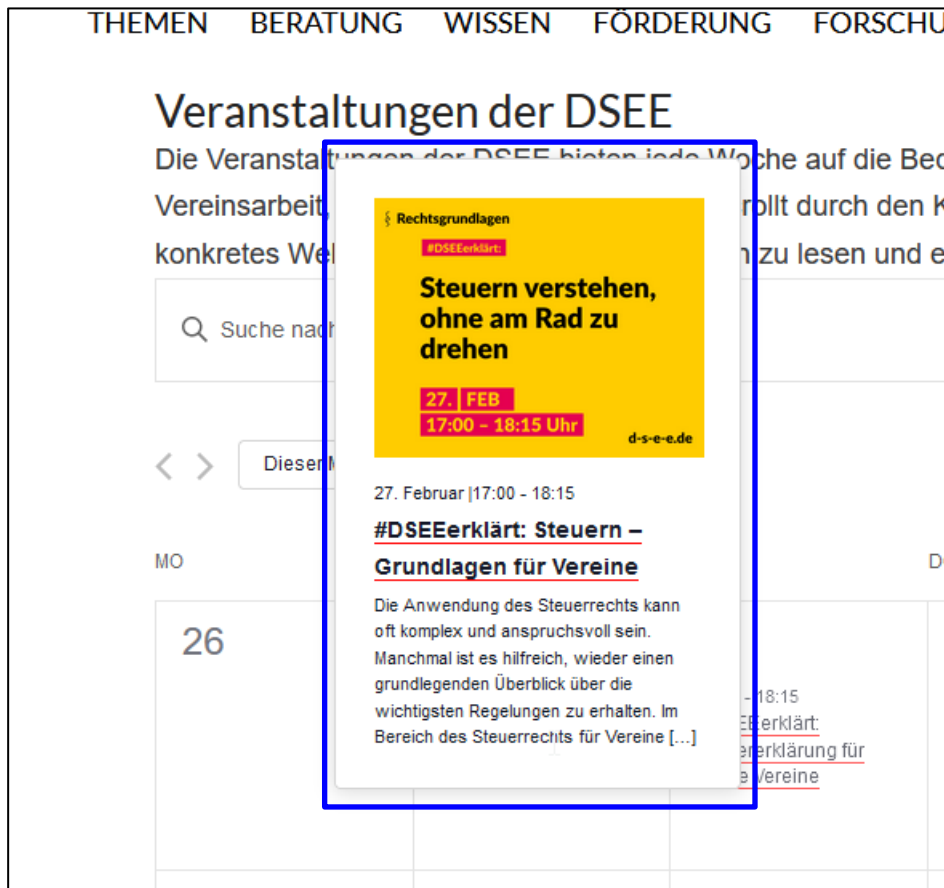 THEMEN BERATUNG WISSEN FÖRDERUNG
Veranstaltungen der DSEE
Die auf die
Vereinsarbeit, durch den
konkretes zu lesen und
Suche
§ Rechtsgrundlagen
#DSEEerklärt:
Steuern verstehen,
ohne am Rad zu
drehen
27. FEB
17:00 – 18:15 Uhr
d-s-e-e.de
27. Februar |17:00 - 18:15
#DSEEerklärt: Steuern –
Grundlagen für Vereine
Die Anwendung des Steuerrechts kann
oft komplex und anspruchsvoll sein.
Manchmal ist es hilfreich, wieder einen
grundlegenden Überblick über die
wichtigsten Regelungen zu erhalten. Im
Bereich des Steuerrechts für Vereine [...]
Dieser
MO
26
- 18:15
für
Vereine